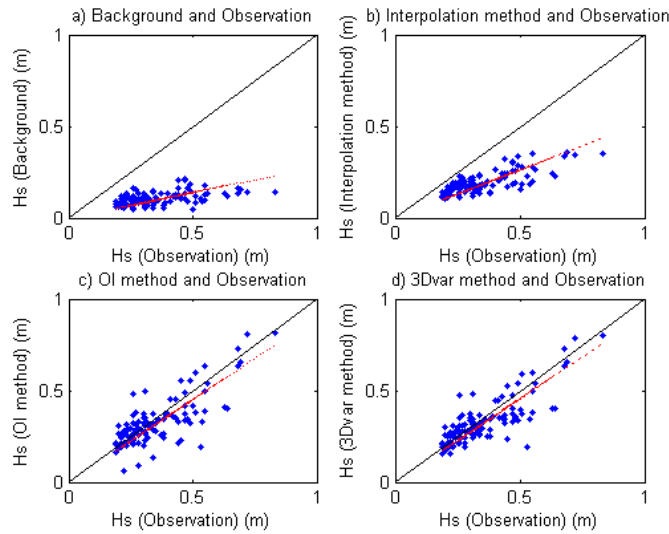 a) Background and Observation
b) Interpolation method and Observation
Hs (Background) (m)
1
0.5
0
0
0.5
1
Hs (Observation) (m)
Hs (Interpolation method) (m)
1
0.5
0
0
0.5
1
Hs (Observation) (m)
c) OI method and Observation
d) 3Dvar method and Observation
Hs (OI method) (m)
1
0.5
0
0
0.5
1
Hs (Observation) (m)
Hs (3Dvar method) (m)
1
0.5
0
0
0.5
1
Hs (Observation) (m)